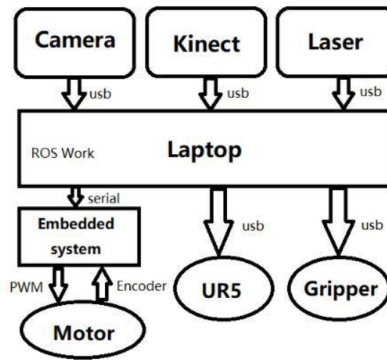 Camera
Kinect
Laser
usb
usb
usb
ROS Work
Laptop
serial
usb
usb
Embedded
system
PWM
Encoder
UR5
Gripper
Motor